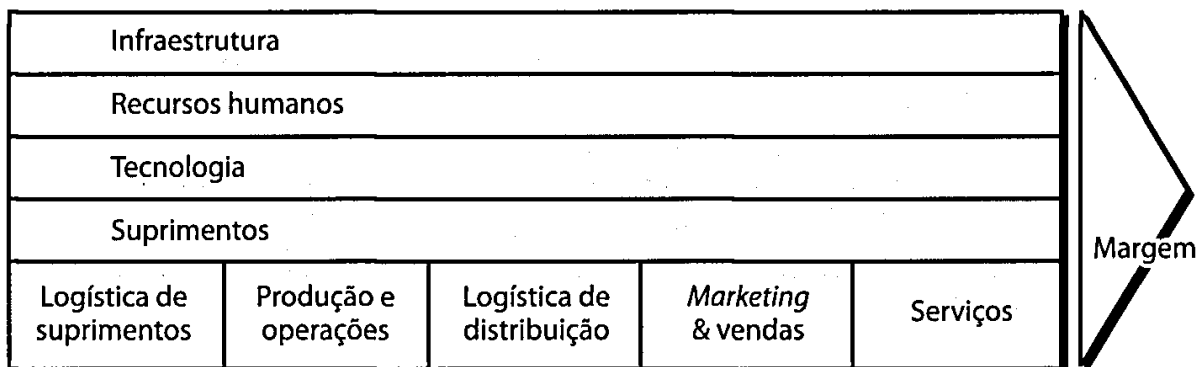 Infraestrutura
Recursos humanos
Tecnologia
Suprimentos
Margem
Logística de
suprimentos
Produção e
operações
Logística de
distribuição
Marketing
& vendas
Serviços